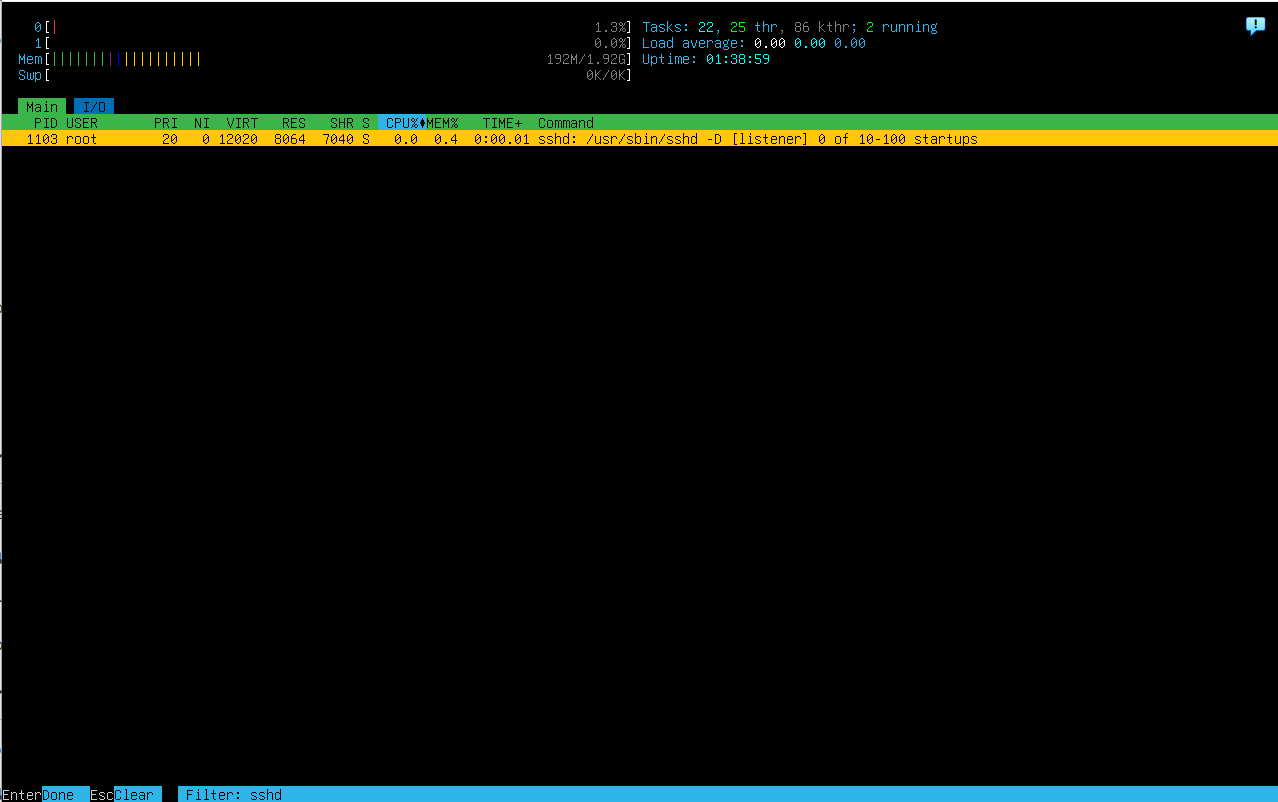 0[| 1.3%] Tasks: 22, 25 thr, 86 kthr; 2 running
1[ 0.0%] Load average: 0.00 0.00 0.00
Mem[||||||||||||||||||| 192M/1.92G] Uptime: 01:38:59
Swp[ 0K/0K]
Main I/O
PID USER PRI NI VIRT RES SHR S CPU%♦MEM% TIME+ Command
1103 root 20 0 12020 8064 7040 S 0.0 0.4 0:00.01 sshd: /usr/sbin/sshd -D [listener] 0 of 10-100 startups
EnterDone EscClear Filter: sshd